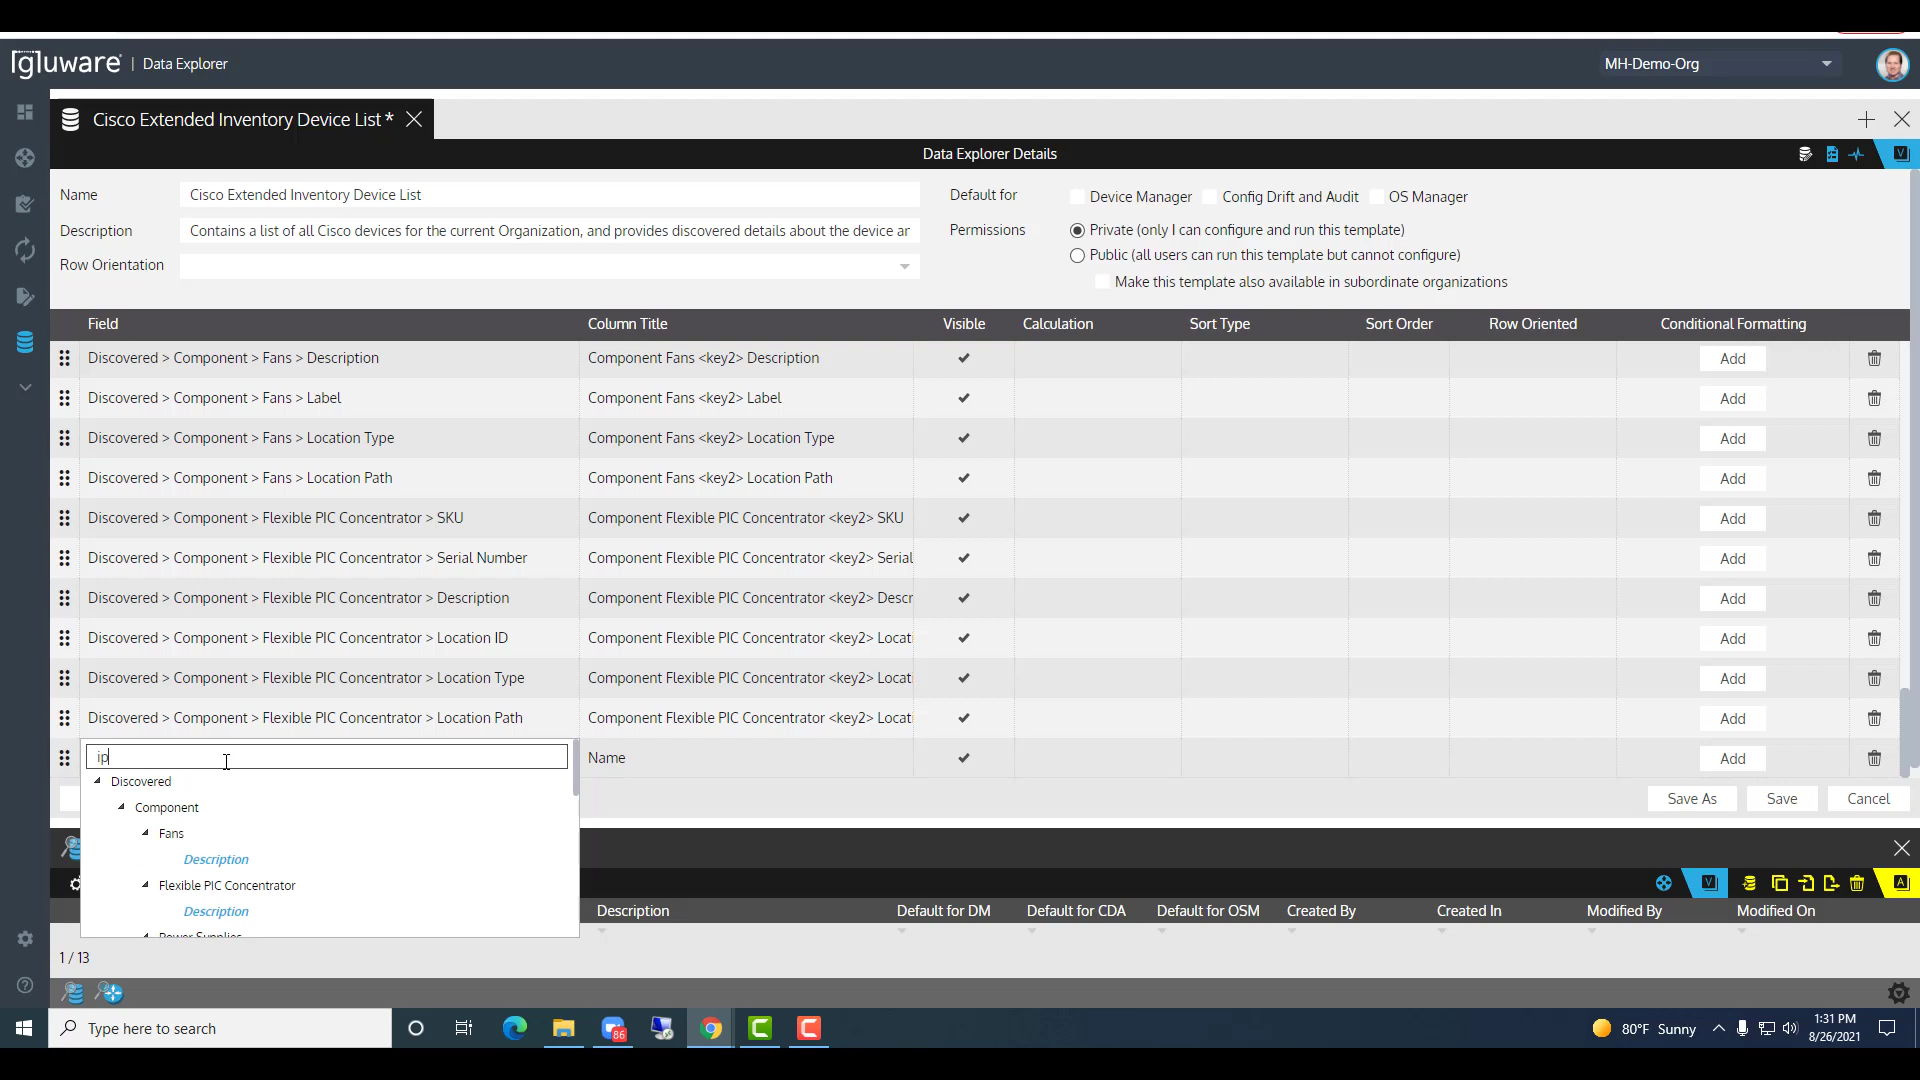 [gluware | Data Explorer
MH-Demo-Org
Cisco Extended Inventory Device List *
Data Explorer Details
Name
Cisco Extended Inventory Device List
Description
Contains a list of all Cisco devices for the current Organization, and provides discovered details about the device ar
Row Orientation
Default for
Device Manager
Config Drift and Audit
OS Manager
Permissions
Private (only I can configure and run this template)
Public (all users can run this template but cannot configure)
Make this template also available in subordinate organizations
Field Column Title Visible Calculation Sort Type Sort Order Row Oriented Conditional Formatting
Discovered > Component > Fans > Description Component Fans <key2> Description Add
Discovered > Component > Fans > Label Component Fans <key2> Label Add
Discovered > Component > Fans > Location Type Component Fans <key2> Location Type Add
Discovered > Component > Fans > Location Path Component Fans <key2> Location Path Add
Discovered > Component > Flexible PIC Concentrator > SKU Component Flexible PIC Concentrator <key2> SKU Add
Discovered > Component > Flexible PIC Concentrator > Serial Number Component Flexible PIC Concentrator <key2> Serial Add
Discovered > Component > Flexible PIC Concentrator > Description Component Flexible PIC Concentrator <key2> Descr Add
Discovered > Component > Flexible PIC Concentrator > Location ID Component Flexible PIC Concentrator <key2> Locati Add
Discovered > Component > Flexible PIC Concentrator > Location Type Component Flexible PIC Concentrator <key2> Locati Add
Discovered > Component > Flexible PIC Concentrator > Location Path Component Flexible PIC Concentrator <key2> Locati Add
ip Name Add
Discovered
Component
Fans
Description
Flexible PIC Concentrator
Description
Power Supplies
Save As Save Cancel
V
A
Description Default for DM Default for CDA Default for OSM Created By Created In Modified By Modified On
1 / 13
Type here to search
86
80°F Sunny
1:31 PM
8/26/2021